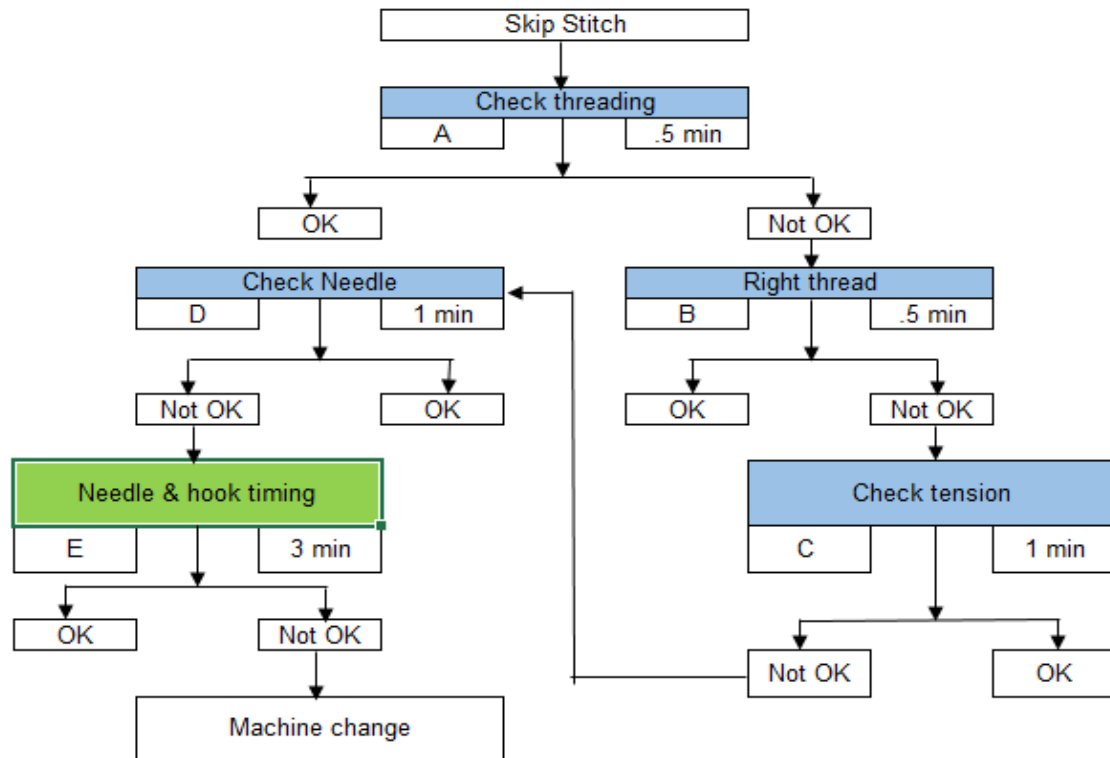 Skip Stitch
Check threading
A .5 min
OK Not OK
Check Needle Right thread
D 1 min B .5 min
Not OK OK OK Not OK
Needle & hook timing Check tension
E 3 min C 1 min
OK Not OK Not OK OK
Machine change